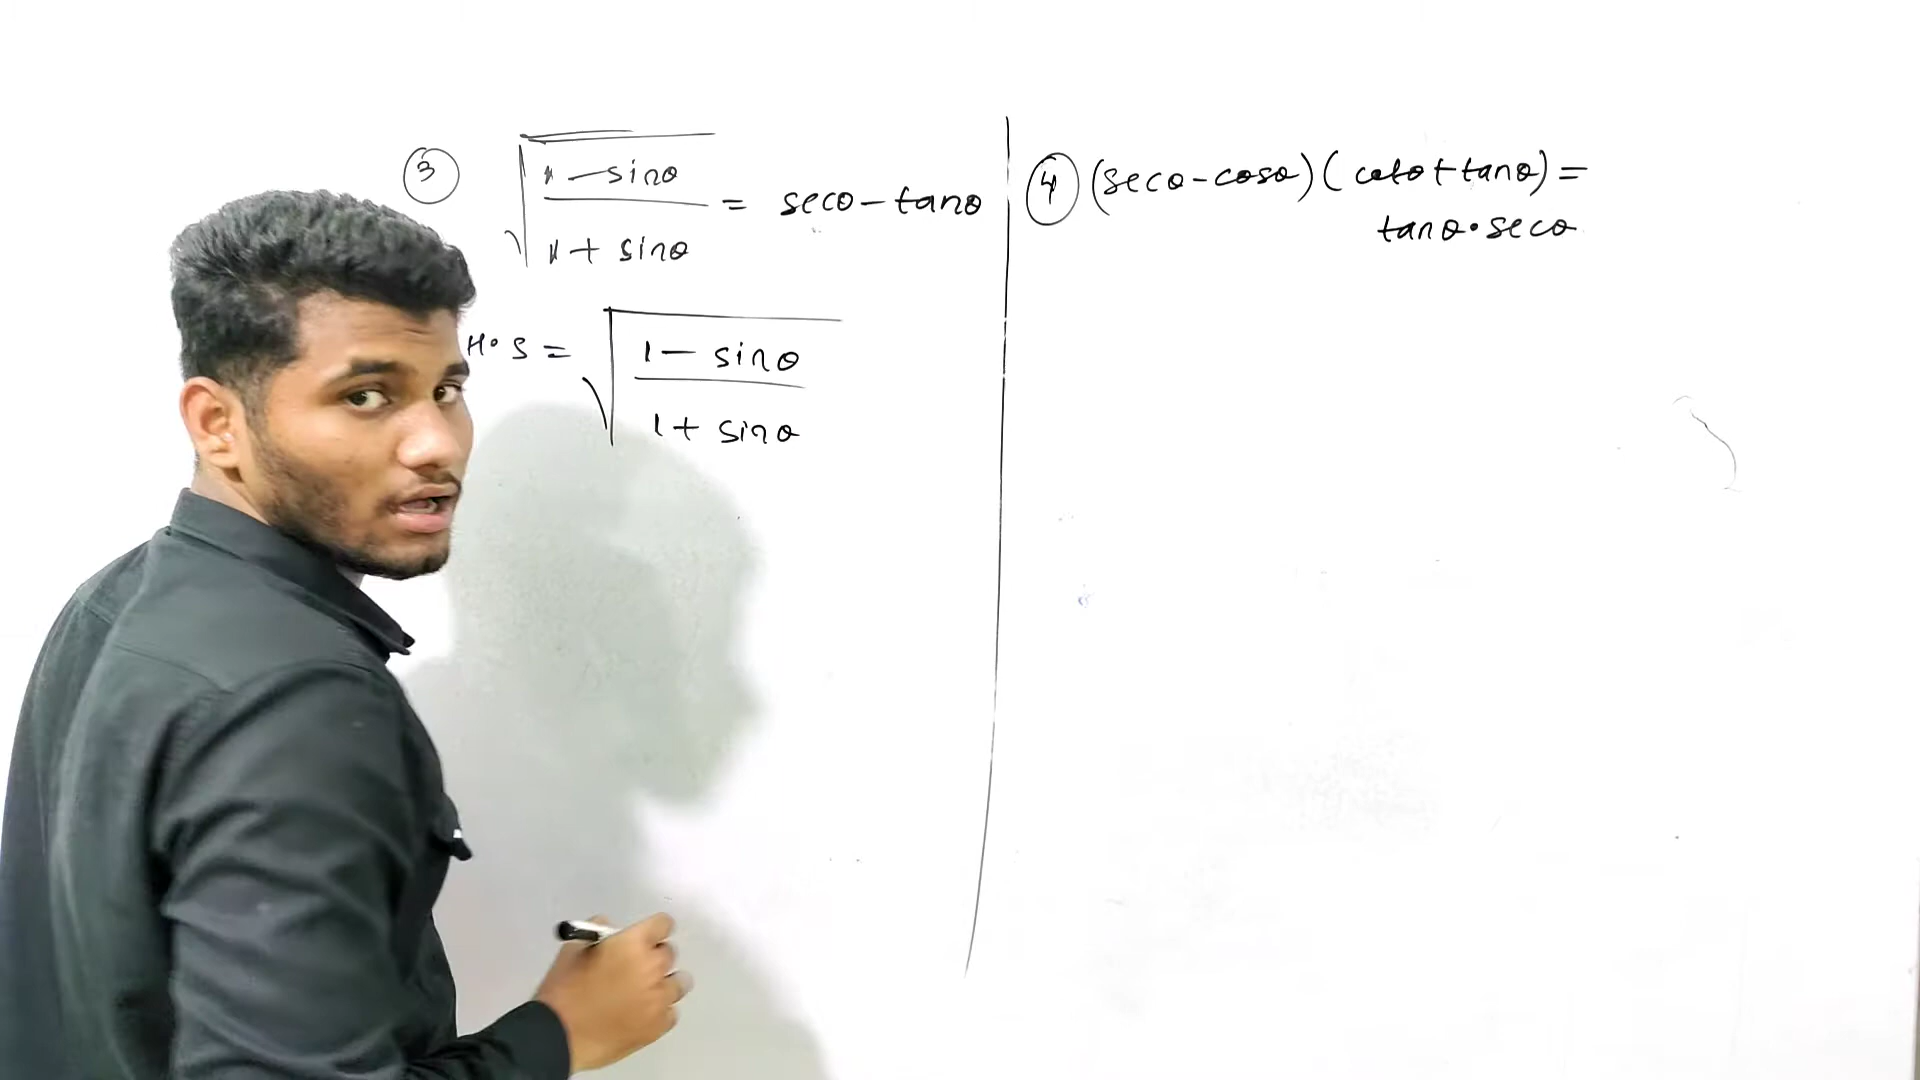 ③ √(1 - sinθ / 1 + sinθ) = secθ - tanθ
H.S = √(1 - sinθ / 1 + sinθ)
④ (secθ - cosθ) (cotθ + tanθ) =
tanθ · secθ